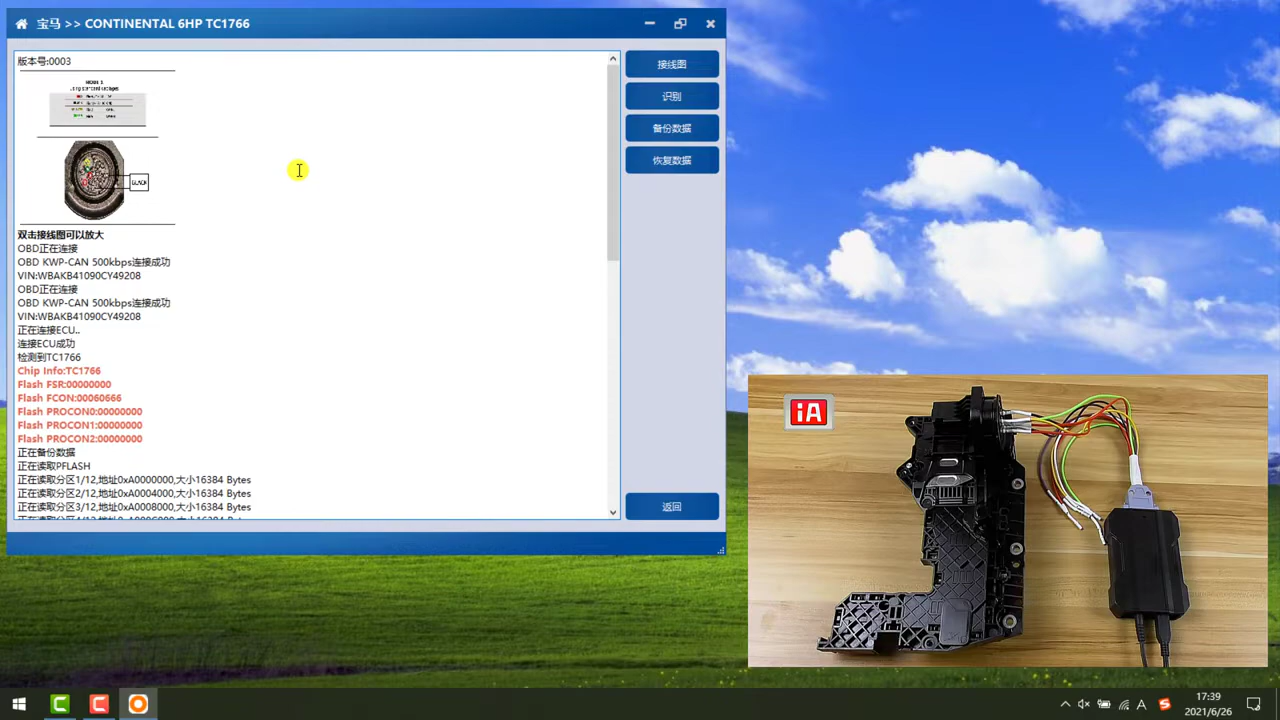 宝马 >> CONTINENTAL 6HP TC1766
版本号:0003
BLACK
双击接线图可以放大
OBD正在连接
OBD KWP-CAN 500kbps连接成功
VIN:WBAKB41090CY49208
OBD正在连接
OBD KWP-CAN 500kbps连接成功
VIN:WBAKB41090CY49208
正在连接ECU..
连接ECU成功
检测到TC1766
Chip Info:TC1766
Flash FSR:00000000
Flash FCON:00060666
Flash PROCON0:00000000
Flash PROCON1:00000000
Flash PROCON2:00000000
正在备份数据
正在读取PFLASH
正在读取分区1/12,地址0xA0000000,大小16384 Bytes
正在读取分区2/12,地址0xA0004000,大小16384 Bytes
正在读取分区3/12,地址0xA0008000,大小16384 Bytes
接线图
识别
备份数据
恢复数据
返回
iA
A
17:39
2021/6/26